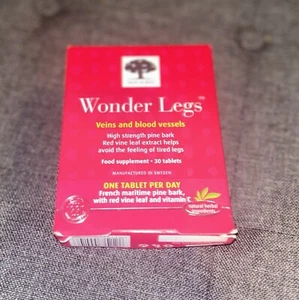 Wonder Legs™
Veins and blood vessels
High strength pine bark
Red vine leaf extract helps
avoid the feeling of tired legs
Food supplement • 30 tablets
MANUFACTURED IN SWEDEN
ONE TABLET PER DAY
French maritime pine bark,
with red vine leaf and vitamin C
natural herbal
ingredients